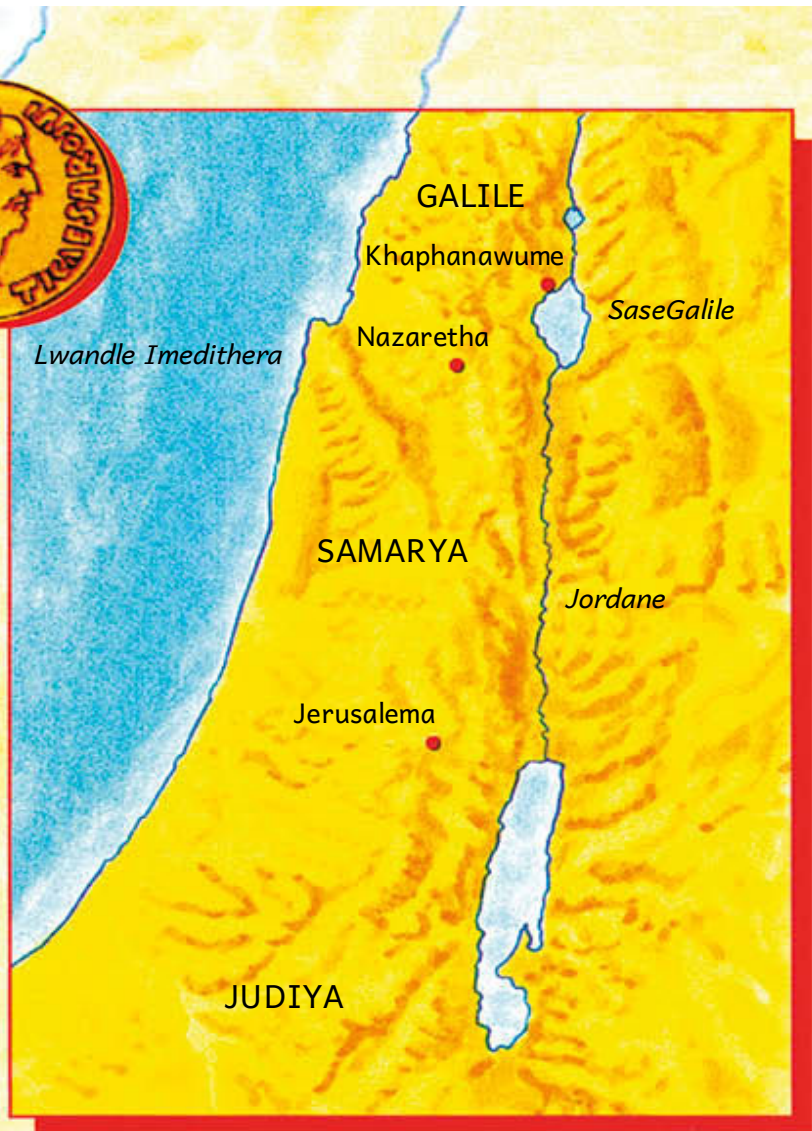 GALILE
Khaphanawume
SaseGalile
Nazaretha
Lwandle Imedithera
SAMARYA
Jordane
Jerusalema
JUDIYA